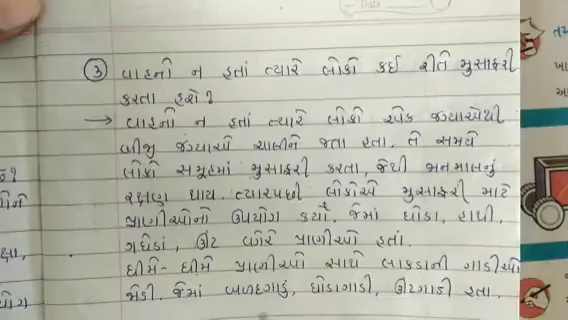 Date
③ વાહનો ન હતાં ત્યારે લોકો કઈ રીતે મુસાફરી
કરતા હશે?
→ વાહનો ન હતાં ત્યારે લોકો એક જગ્યાએથી
બીજી જગ્યાએ ચાલીને જતા હતા. તે સમયે
લોકો સમૂહમાં મુસાફરી કરતા, જેથી જાનમાલનું
રક્ષણ થાય. ત્યારપછી લોકોએ મુસાફરી માટે
પ્રાણીઓનો ઉપયોગ કર્યો. જેમાં ઘોડા, હાથી,
ગધેડાં, ઊંટ વગેરે પ્રાણીઓ હતાં.
ધીમે-ધીમે પ્રાણીઓ સાથે લાકડાની ગાડીઓ
જોડી. જેમાં બળદગાડું, ઘોડાગાડી, ઊંટગાડી હતા.